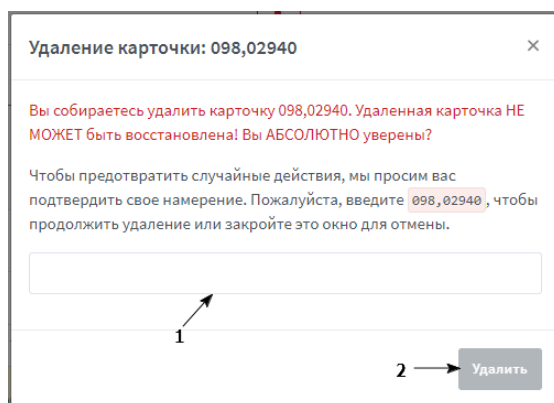 Удаление карточки: 098,02940 ×
Вы собираетесь удалить карточку 098,02940. Удаленная карточка НЕ
МОЖЕТ быть восстановлена! Вы АБСОЛЮТНО уверены?
Чтобы предотвратить случайные действия, мы просим вас
подтвердить свое намерение. Пожалуйста, введите 098,02940, чтобы
продолжить удаление или закройте это окно для отмены.
1
2 Удалить